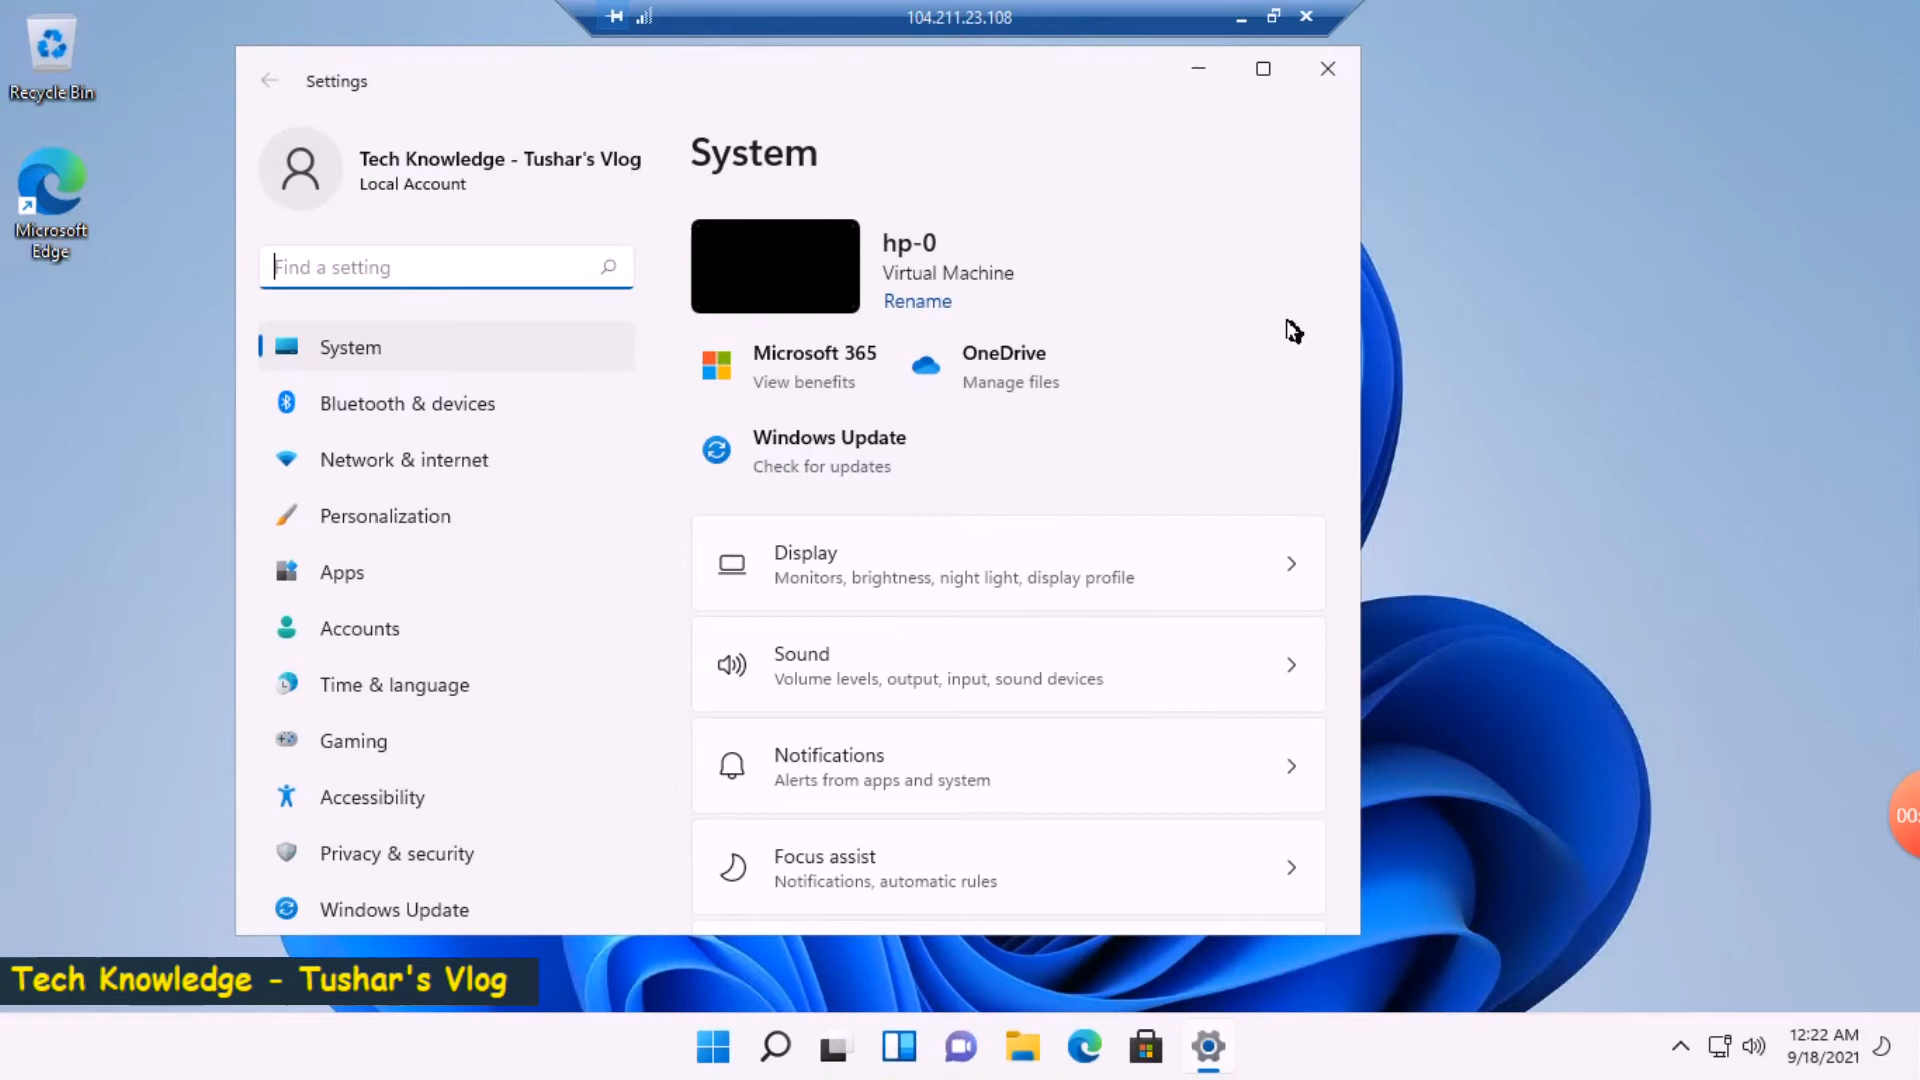 104.211.23.108
Recycle Bin
Microsoft
Edge
Settings
Tech Knowledge - Tushar's Vlog
Local Account
Find a setting
System
Bluetooth & devices
Network & internet
Personalization
Apps
Accounts
Time & language
Gaming
Accessibility
Privacy & security
Windows Update
System
hp-0
Virtual Machine
Rename
Microsoft 365
View benefits
OneDrive
Manage files
Windows Update
Check for updates
Display
Monitors, brightness, night light, display profile
Sound
Volume levels, output, input, sound devices
Notifications
Alerts from apps and system
Focus assist
Notifications, automatic rules
00:
Tech Knowledge - Tushar's Vlog
12:22 AM
9/18/2021